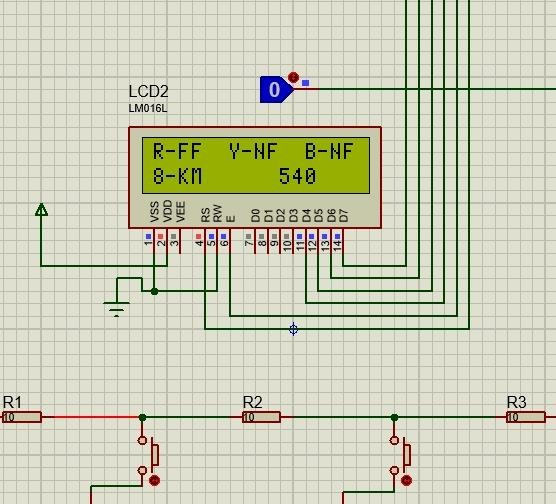 LCD2
LM016L
0
R-FF Y-NF B-NF
8-KM 540
VSS VDD VEE RS RW E D0 D1 D2 D3 D4 D5 D6 D7
1 2 3 4 5 6 7 8 9 10 11 12 13 14
R1 R2 R3
10 10 10